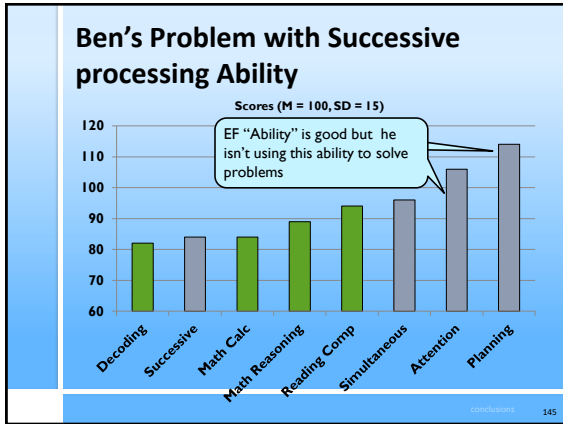 Ben’s Problem with Successive
processing Ability
Scores (M = 100, SD = 15)
EF “Ability” is good but he
isn’t using this ability to solve
problems
120
110
100
90
80
70
60
Decoding
Successive
Math Calc
Math Reasoning
Reading Comp
Simultaneous
Attention
Planning
conclusions
145